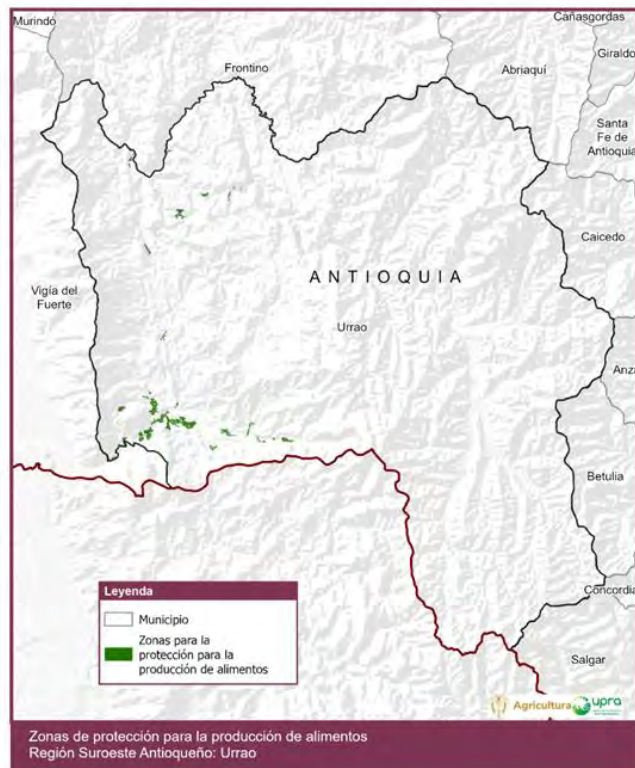 Murindó
Cañasgordas
Giraldo
Frontino
Abriaquí
Santa
Fe de
Antioquia
Caicedo
ANTIOQUIA
Vigía del
Fuerte
Urrao
Anza
Betulia
Concordia
Salgar
Leyenda
Municipio
Zonas para la
protección para la
producción de alimentos
Agricultura upra
Zonas de protección para la producción de alimentos
Región Suroeste Antioqueño: Urrao